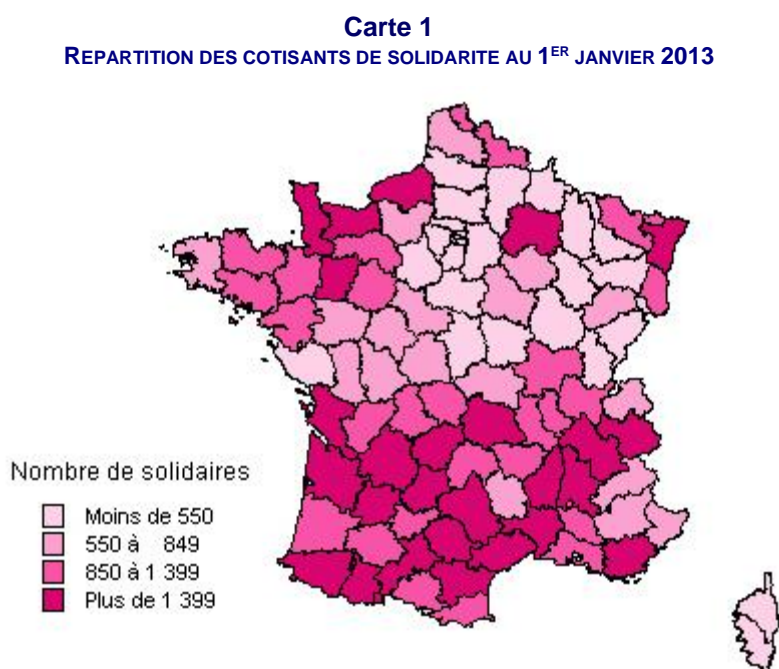 Carte 1
REPARTITION DES COTISANTS DE SOLIDARITE AU 1ER JANVIER 2013
Nombre de solidaires
Moins de 550
550 à 849
850 à 1 399
Plus de 1 399